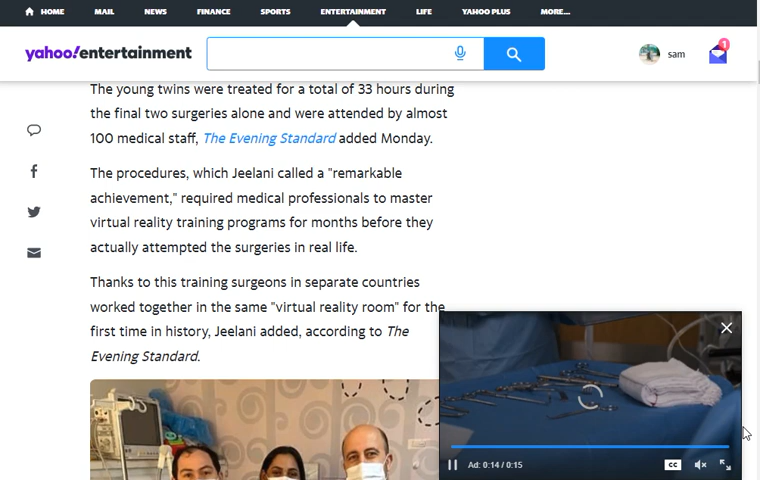 HOME MAIL NEWS FINANCE SPORTS ENTERTAINMENT LIFE YAHOO PLUS MORE...
yahoo!entertainment
sam
1
The young twins were treated for a total of 33 hours during
the final two surgeries alone and were attended by almost
100 medical staff, The Evening Standard added Monday.
The procedures, which Jeelani called a "remarkable
achievement," required medical professionals to master
virtual reality training programs for months before they
actually attempted the surgeries in real life.
Thanks to this training surgeons in separate countries
worked together in the same "virtual reality room" for the
first time in history, Jeelani added, according to The
Evening Standard.
Ad: 0:14 / 0:15
CC